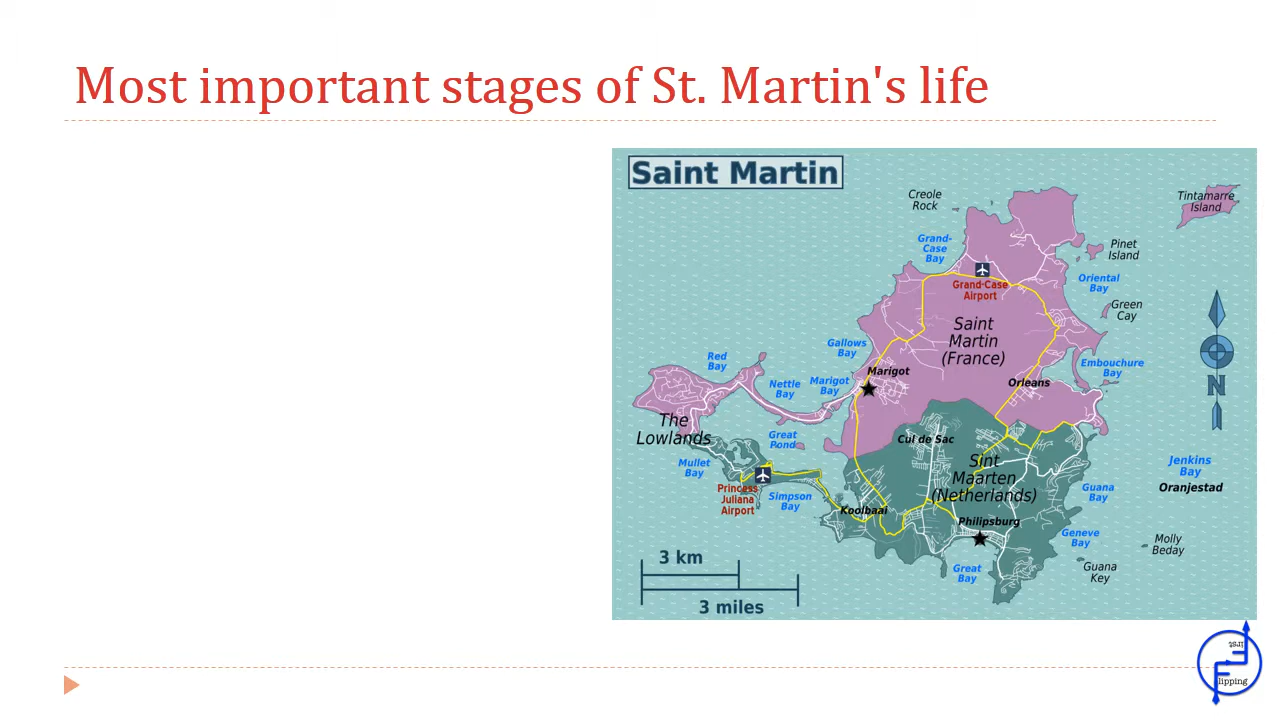 Most important stages of St. Martin's life
Saint Martin
Creole
Rock
Tintamarre
Island
Grand-
Case
Bay
Pinet
Island
Grand-Case
Airport
Oriental
Bay
Green
Cay
Saint
Martin
(France)
Gallows
Bay
Red
Bay
Embouchure
Bay
Marigot
Nettle
Bay
Marigot
Bay
Orleans
N
The
Lowlands
Great
Pond
Cul de Sac
Mullet
Bay
Sint
Maarten
(Netherlands)
Jenkins
Bay
Oranjestad
Princess
Juliana
Airport
Simpson
Bay
Guana
Bay
Koolbaai
Philipsburg
Geneve
Bay
Molly
Beday
Great
Bay
Guana
Key
3 km
3 miles
irst
lipping